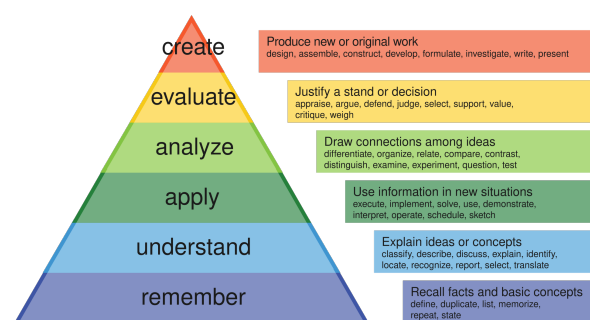 create
Produce new or original work
design, assemble, construct, develop, formulate, investigate, write, present
evaluate
Justify a stand or decision
appraise, argue, defend, judge, select, support, value,
critique, weigh
analyze
Draw connections among ideas
differentiate, organize, relate, compare, contrast,
distinguish, examine, experiment, question, test
apply
Use information in new situations
execute, implement, solve, use, demonstrate,
interpret, operate, schedule, sketch
understand
Explain ideas or concepts
classify, describe, discuss, explain, identify,
locate, recognize, report, select, translate
remember
Recall facts and basic concepts
define, duplicate, list, memorize,
repeat, state